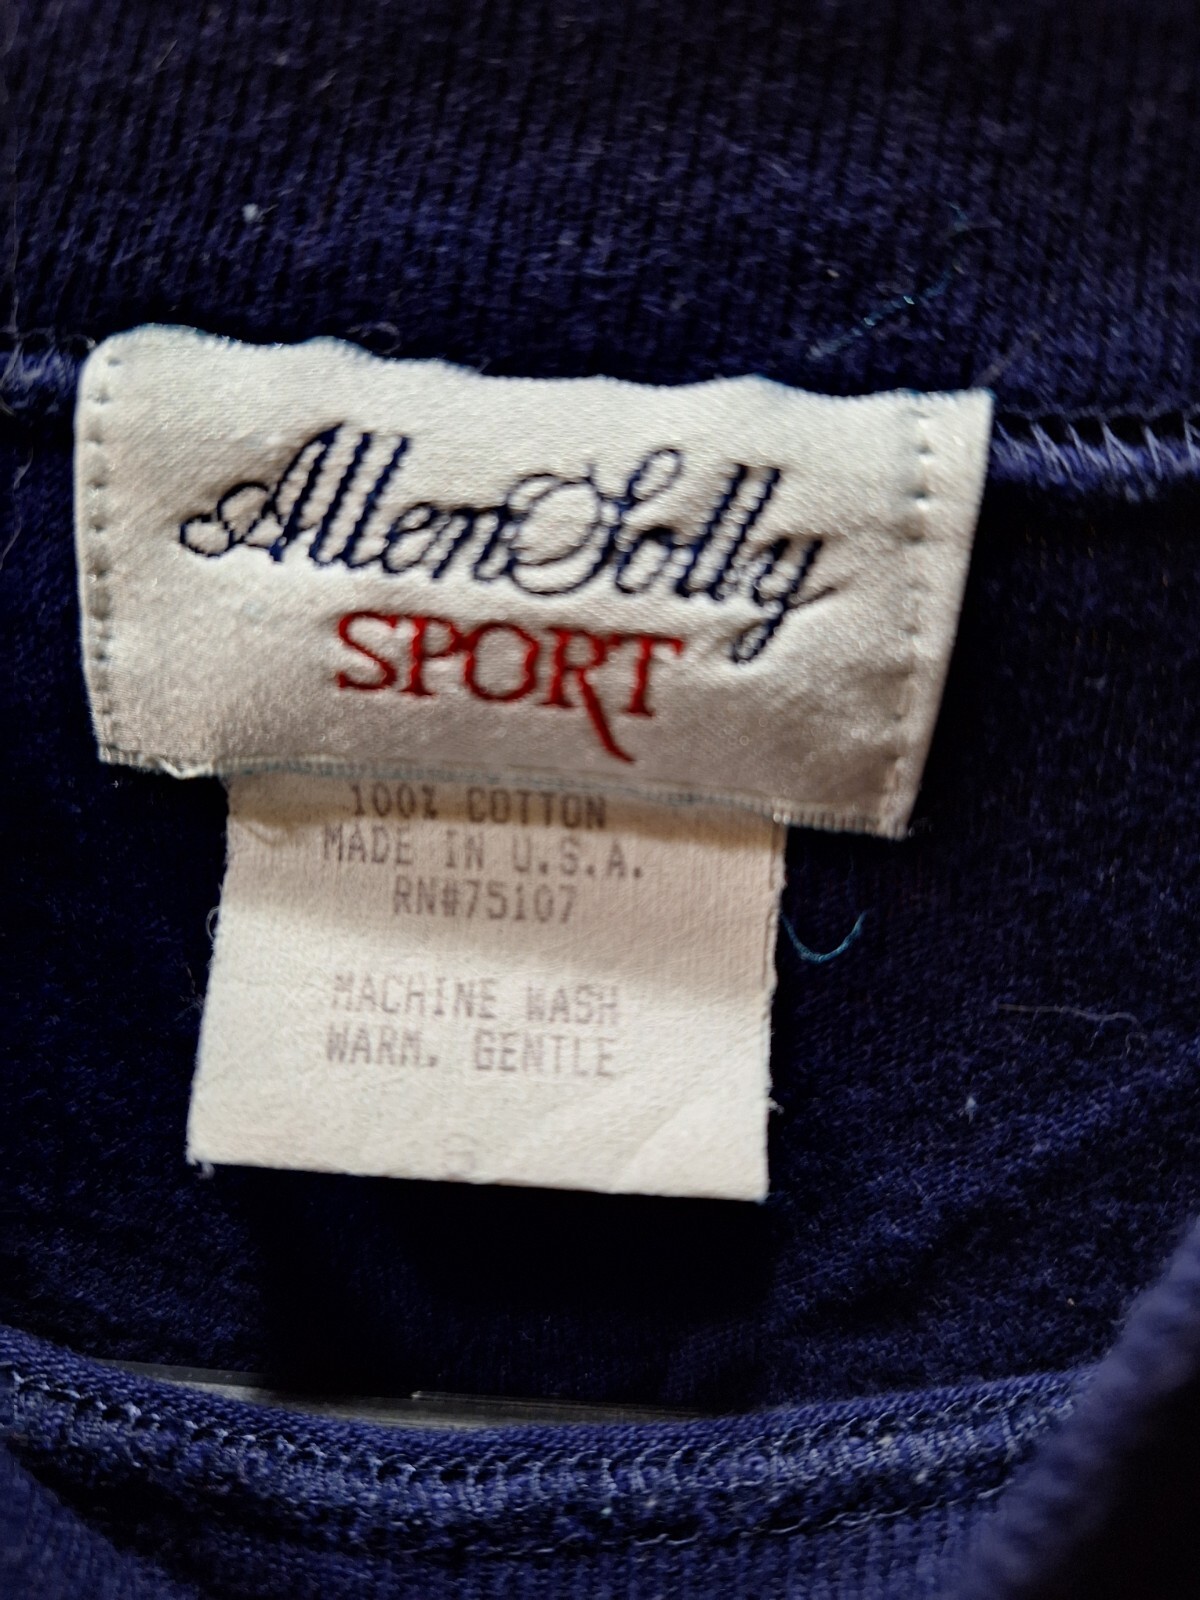 Allen Solly
SPORT
100% COTTON
MADE IN U.S.A.
RN#75107
MACHINE WASH
WARM. GENTLE